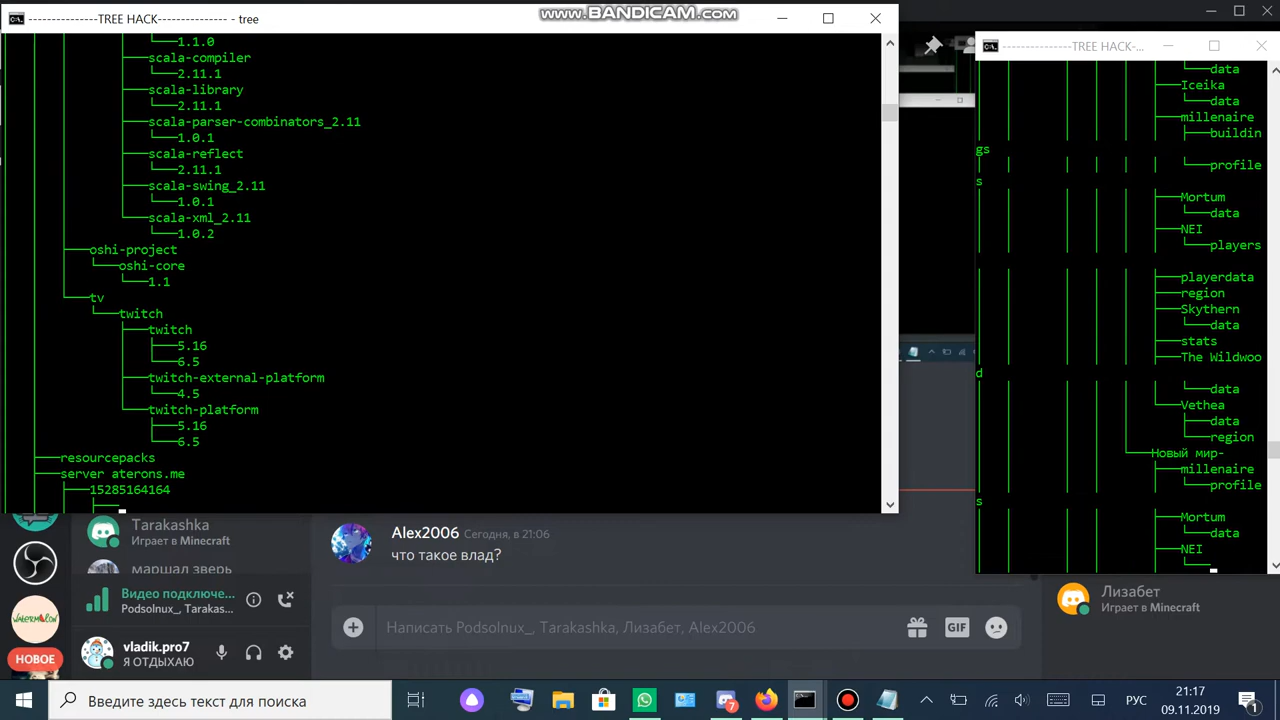 ---------------TREE HACK--------------- - tree
www.BANDICAM.com
1.1.0
scala-compiler
2.11.1
scala-library
2.11.1
scala-parser-combinators_2.11
1.0.1
scala-reflect
2.11.1
scala-swing_2.11
1.0.1
scala-xml_2.11
1.0.2
oshi-project
oshi-core
1.1
tv
twitch
twitch
5.16
6.5
twitch-external-platform
4.5
twitch-platform
5.16
6.5
resourcepacks
server aterons.me
15285164164
---------------TREE HACK-...
data
Iceika
data
millenaire
buildin
gs
profile
s
Mortum
data
NEI
players
playerdata
region
Skythern
data
stats
The Wildwoo
d
data
Vethea
data
region
Новый мир-
millenaire
profile
s
Mortum
data
NEI
Tarakashka
Играет в Minecraft
маршал зверь
Видео подключе...
Podsolnux_, Tarakas...
vladik.pro7
Я ОТДЫХАЮ
WATERMELOW
НОВОЕ
Alex2006 Сегодня, в 21:06
что такое влад?
Написать Podsolnux_, Tarakashka, Лизабет, Alex2006
GIF
Лизабет
Играет в Minecraft
Введите здесь текст для поиска
7
РУС
21:17
09.11.2019
1